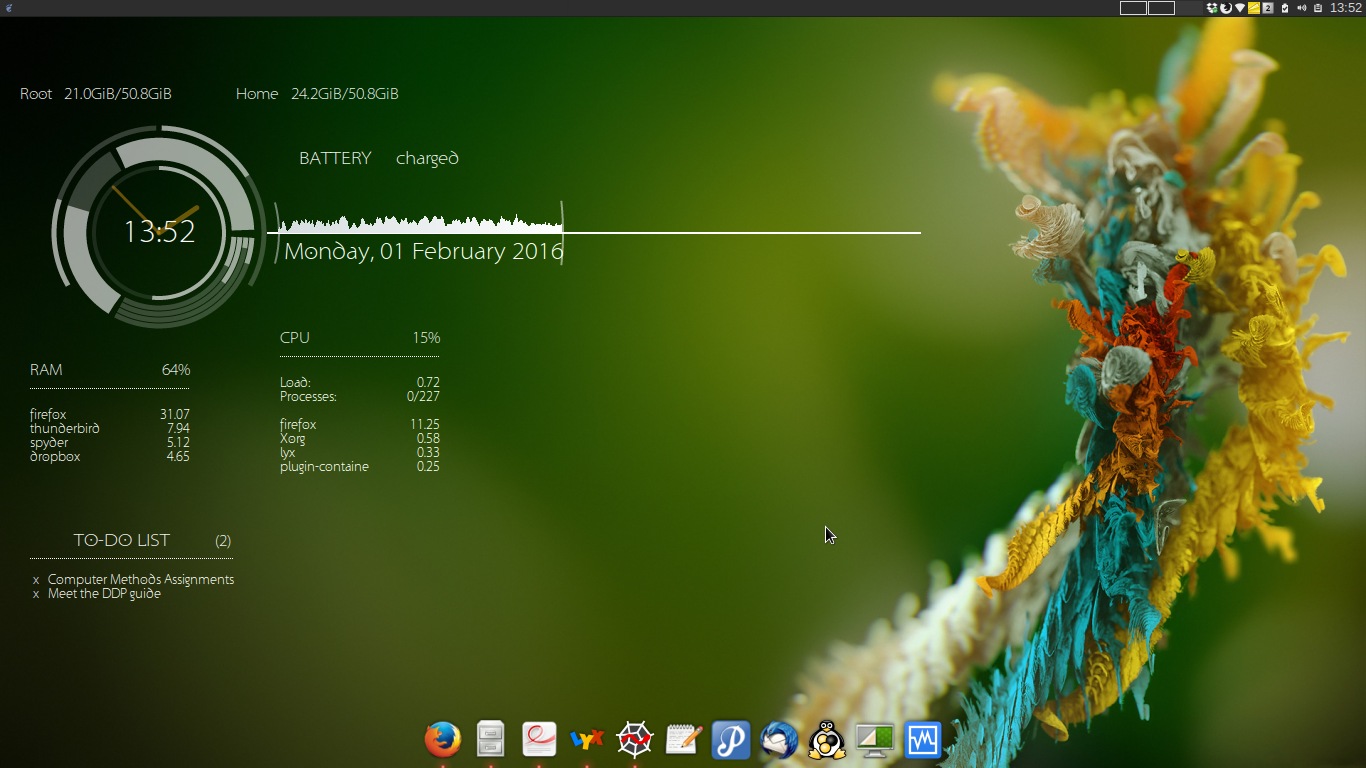 2 13:52
Root 21.0GiB/50.8GiB Home 24.2GiB/50.8GiB
BATTERY charged
13:52
Monday, 01 February 2016
CPU 15%
Load: 0.72
Processes: 0/227
firefox 11.25
Xorg 0.58
lyx 0.33
plugin-containe 0.25
RAM 64%
firefox 31.07
thunderbird 7.94
spyder 5.12
dropbox 4.65
TO-DO LIST (2)
x Computer Methods Assignments
x Meet the DDP guide
LYX